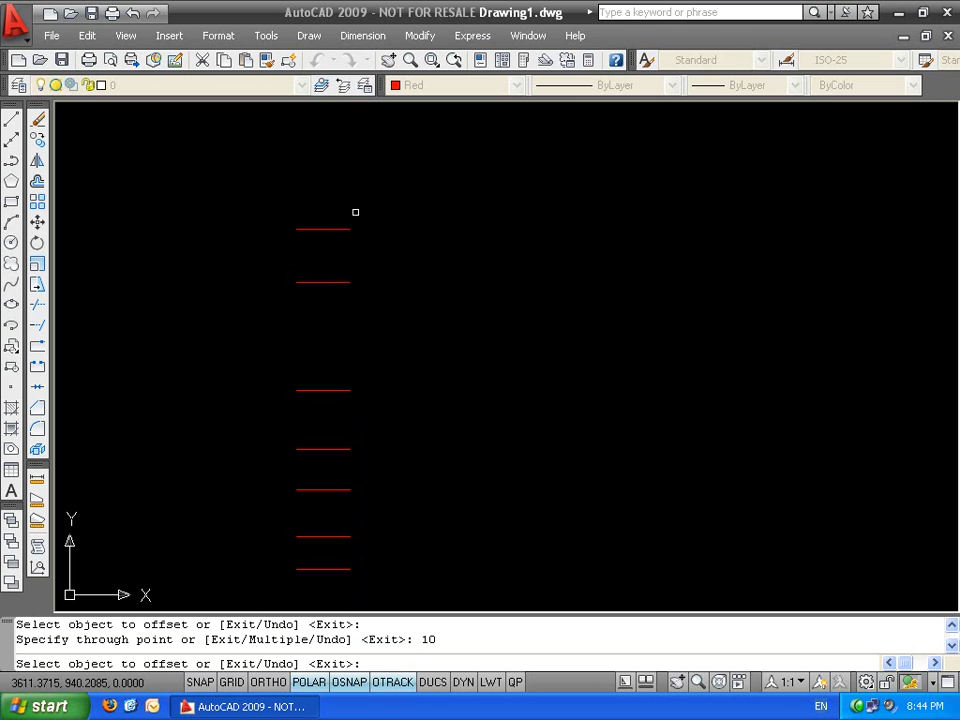 AutoCAD 2009 - NOT FOR RESALE Drawing1.dwg
Type a keyword or phrase
File Edit View Insert Format Tools Draw Dimension Modify Express Window Help
Standard ISO-25 Star
0 Red ByLayer ByLayer ByColor
A
Y
X
Select object to offset or [Exit/Undo] <Exit>:
Specify through point or [Exit/Multiple/Undo] <Exit>: 10
Select object to offset or [Exit/Undo] <Exit>:
3611.3715, 940.2085, 0.0000 SNAP GRID ORTHO POLAR OSNAP OTRACK DUCS DYN LWT QP 1:1
start AutoCAD 2009 - NOT... EN 8:44 PM